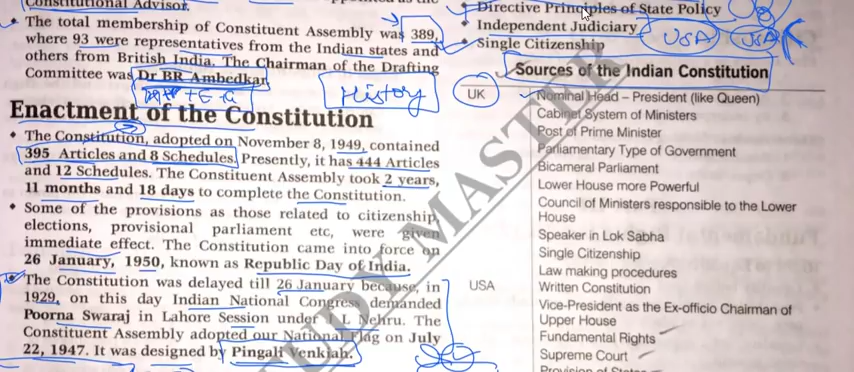 Constitutional Advisor.
• The total membership of Constituent Assembly was 389,
where 93 were representatives from the Indian states and
others from British India. The Chairman of the Drafting
Committee was Dr BR Ambedkar.
History
Enactment of the Constitution
• The Constitution, adopted on November 8, 1949, contained
395 Articles and 8 Schedules. Presently, it has 444 Articles
and 12 Schedules. The Constituent Assembly took 2 years,
11 months and 18 days to complete the Constitution.
• Some of the provisions as those related to citizenship,
elections, provisional parliament etc, were given
immediate effect. The Constitution came into force on
26 January, 1950, known as Republic Day of India.
• The Constitution was delayed till 26 January because, in
1929, on this day Indian National Congress demanded
Poorna Swaraj in Lahore Session under J L Nehru. The
Constituent Assembly adopted our National Flag on July
22, 1947. It was designed by Pingali Venkiah.
• Directive Principles of State Policy
• Independent Judiciary
• Single Citizenship
USA
USA
Sources of the Indian Constitution
UK
Nominal Head – President (like Queen)
Cabinet System of Ministers
Post of Prime Minister
Parliamentary Type of Government
Bicameral Parliament
Lower House more Powerful
Council of Ministers responsible to the Lower
House
Speaker in Lok Sabha
Single Citizenship
Law making procedures
USA
Written Constitution
Vice-President as the Ex-officio Chairman of
Upper House
Fundamental Rights
Supreme Court
Provision of States
STUDY MASTER